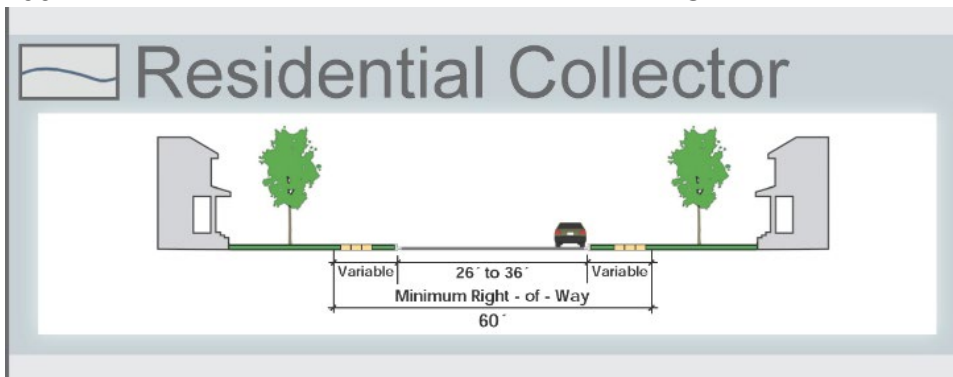 Residential Collector
Variable 26´ to 36´ Variable
Minimum Right - of - Way
60´